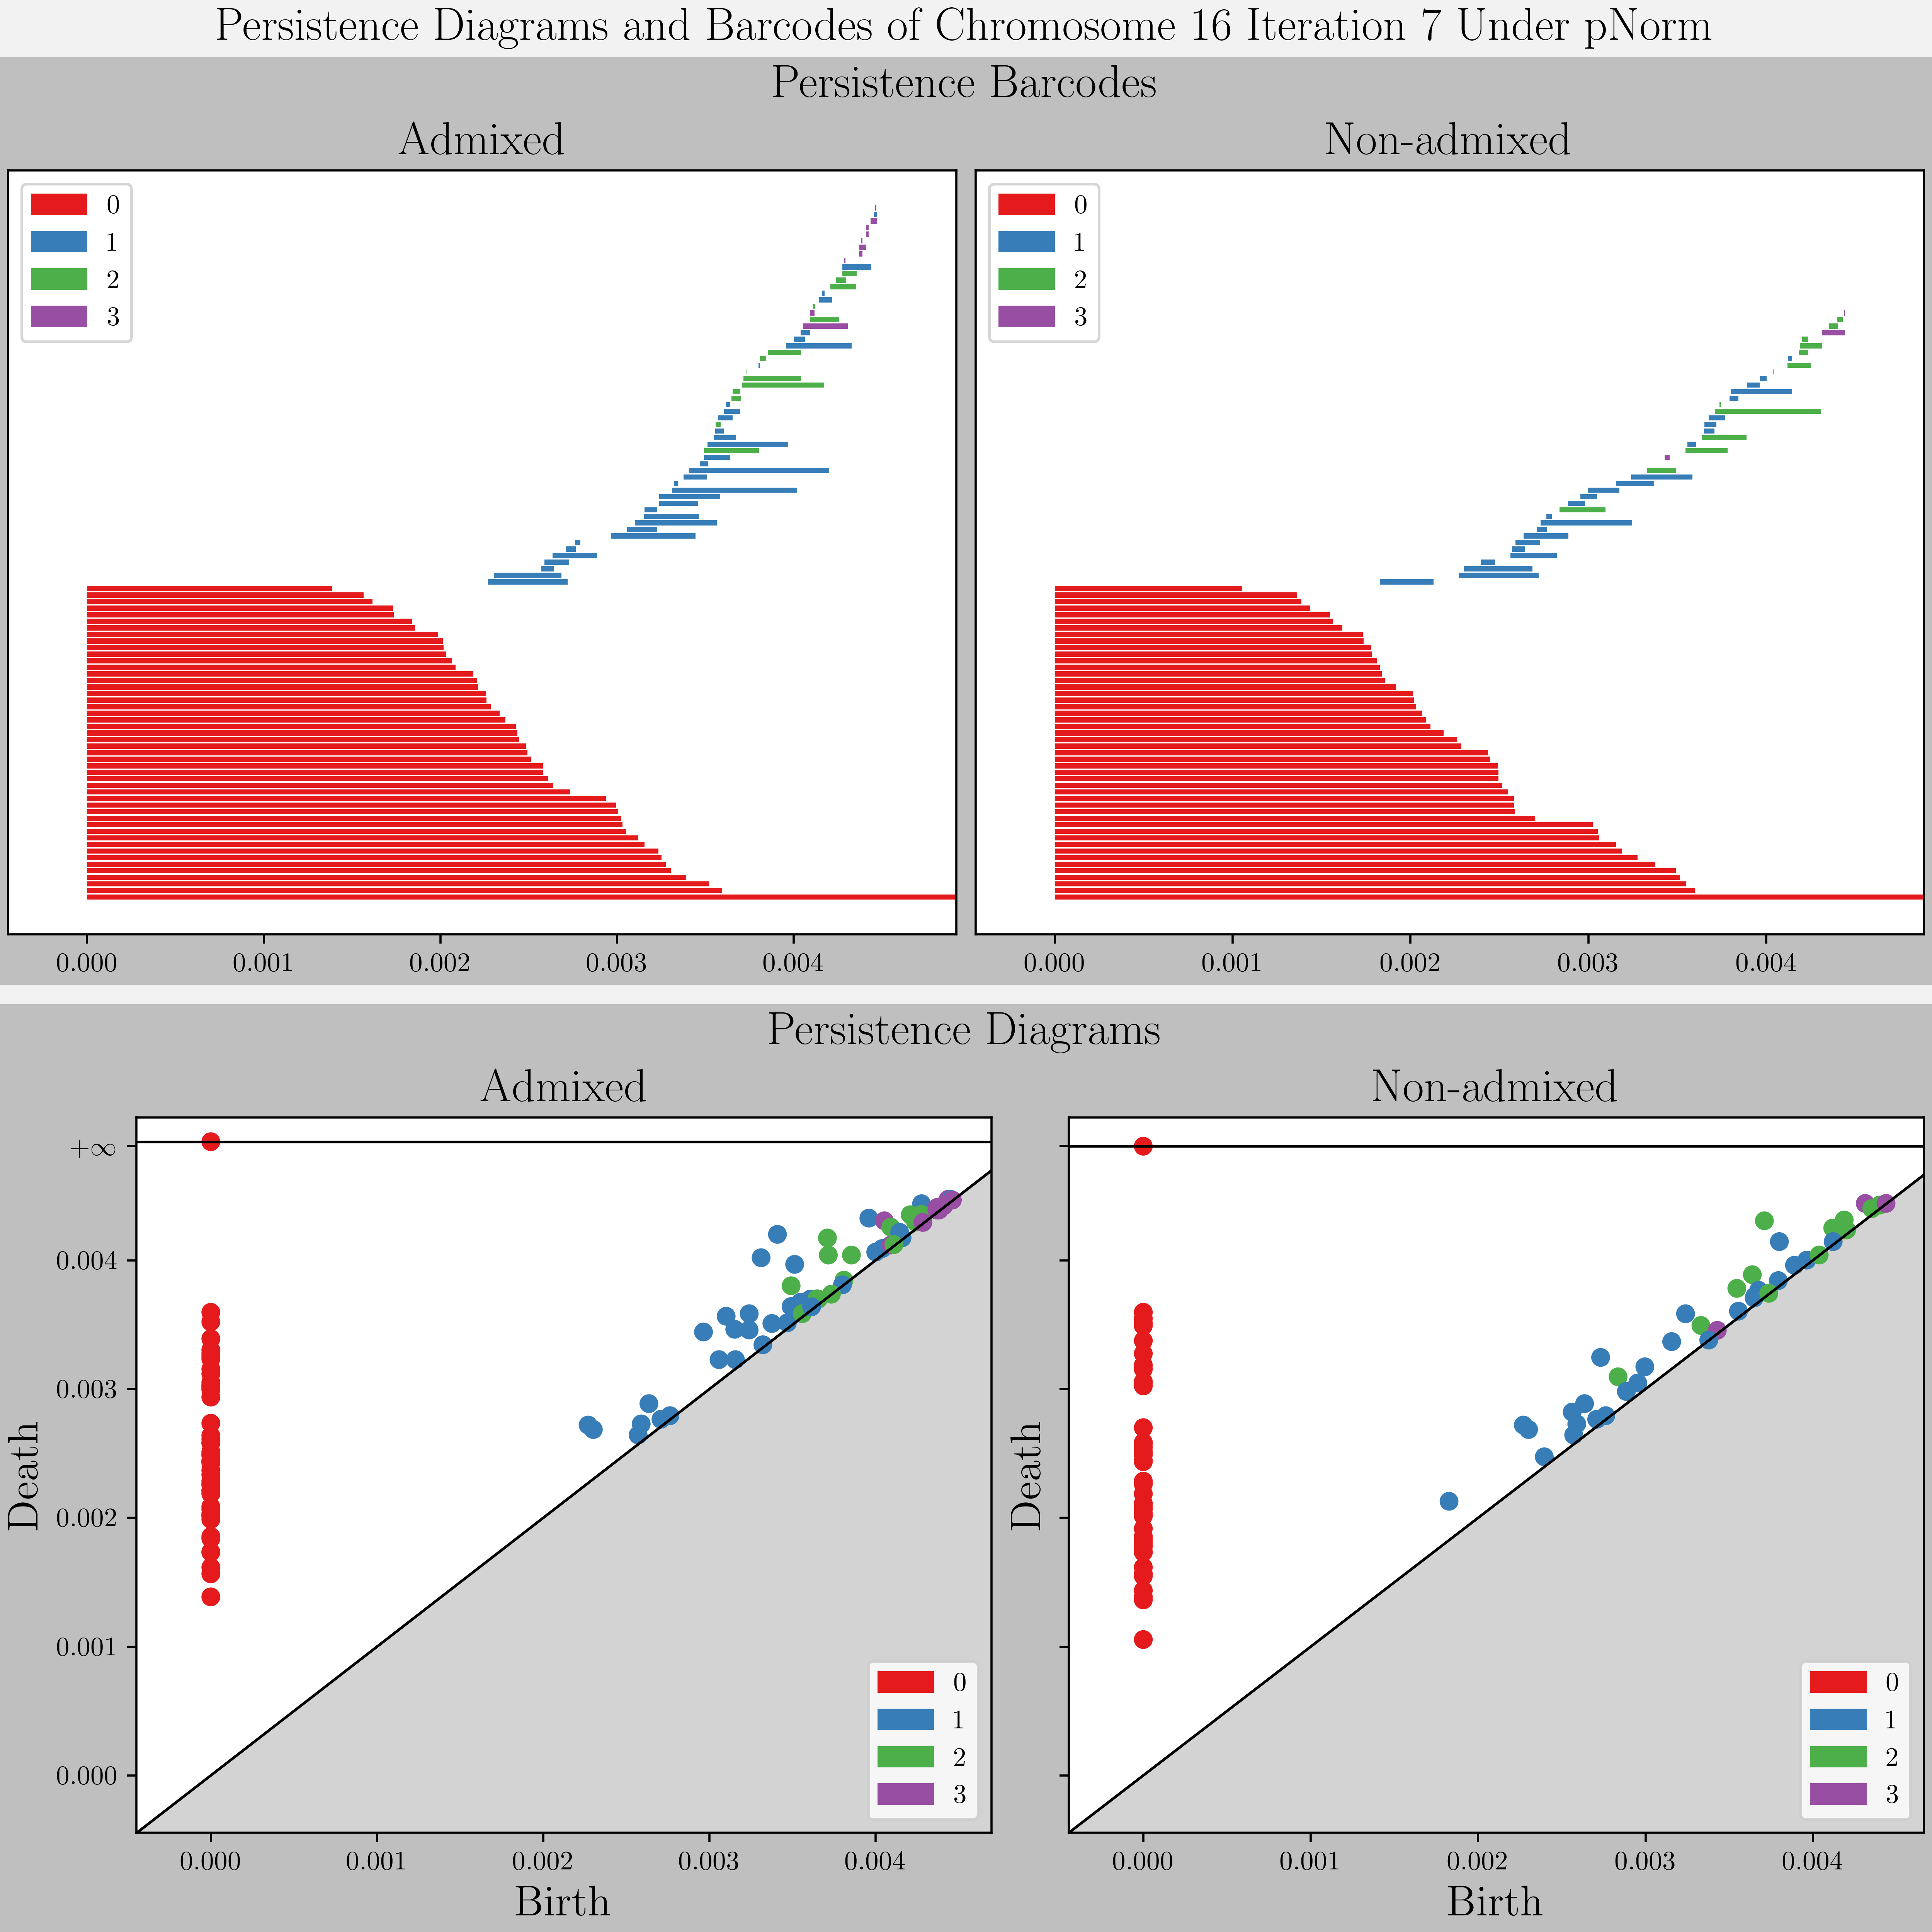 Persistence Diagrams and Barcodes of Chromosome 16 Iteration 7 Under pNorm
Persistence Barcodes
Admixed
0
1
2
3
0.000 0.001 0.002 0.003 0.004
Non-admixed
0
1
2
3
0.000 0.001 0.002 0.003 0.004
Persistence Diagrams
Admixed
Death
+∞
0.004
0.003
0.002
0.001
0.000
0
1
2
3
0.000 0.001 0.002 0.003 0.004
Birth
Non-admixed
Death
0
1
2
3
0.000 0.001 0.002 0.003 0.004
Birth